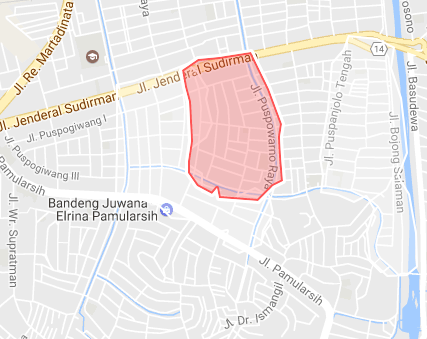 Jl. Re. Martadinata
aya
osono
14
Jl. Jenderal Sudirman
Jl. Jenderal Sudirman
Jl. Puspogiwang I
Jl. Puspowarno Raya
Jl. Puspanjolo Tengah
Jl. Basudewa
Jl. Bojong Salaman
Puspogiwang III
Pamularsih
Jl. Wr. Supratman
Bandeng Juwana
Elrina Pamularsih
Jl. Pamularsih
Jl. Dr. Ismangil